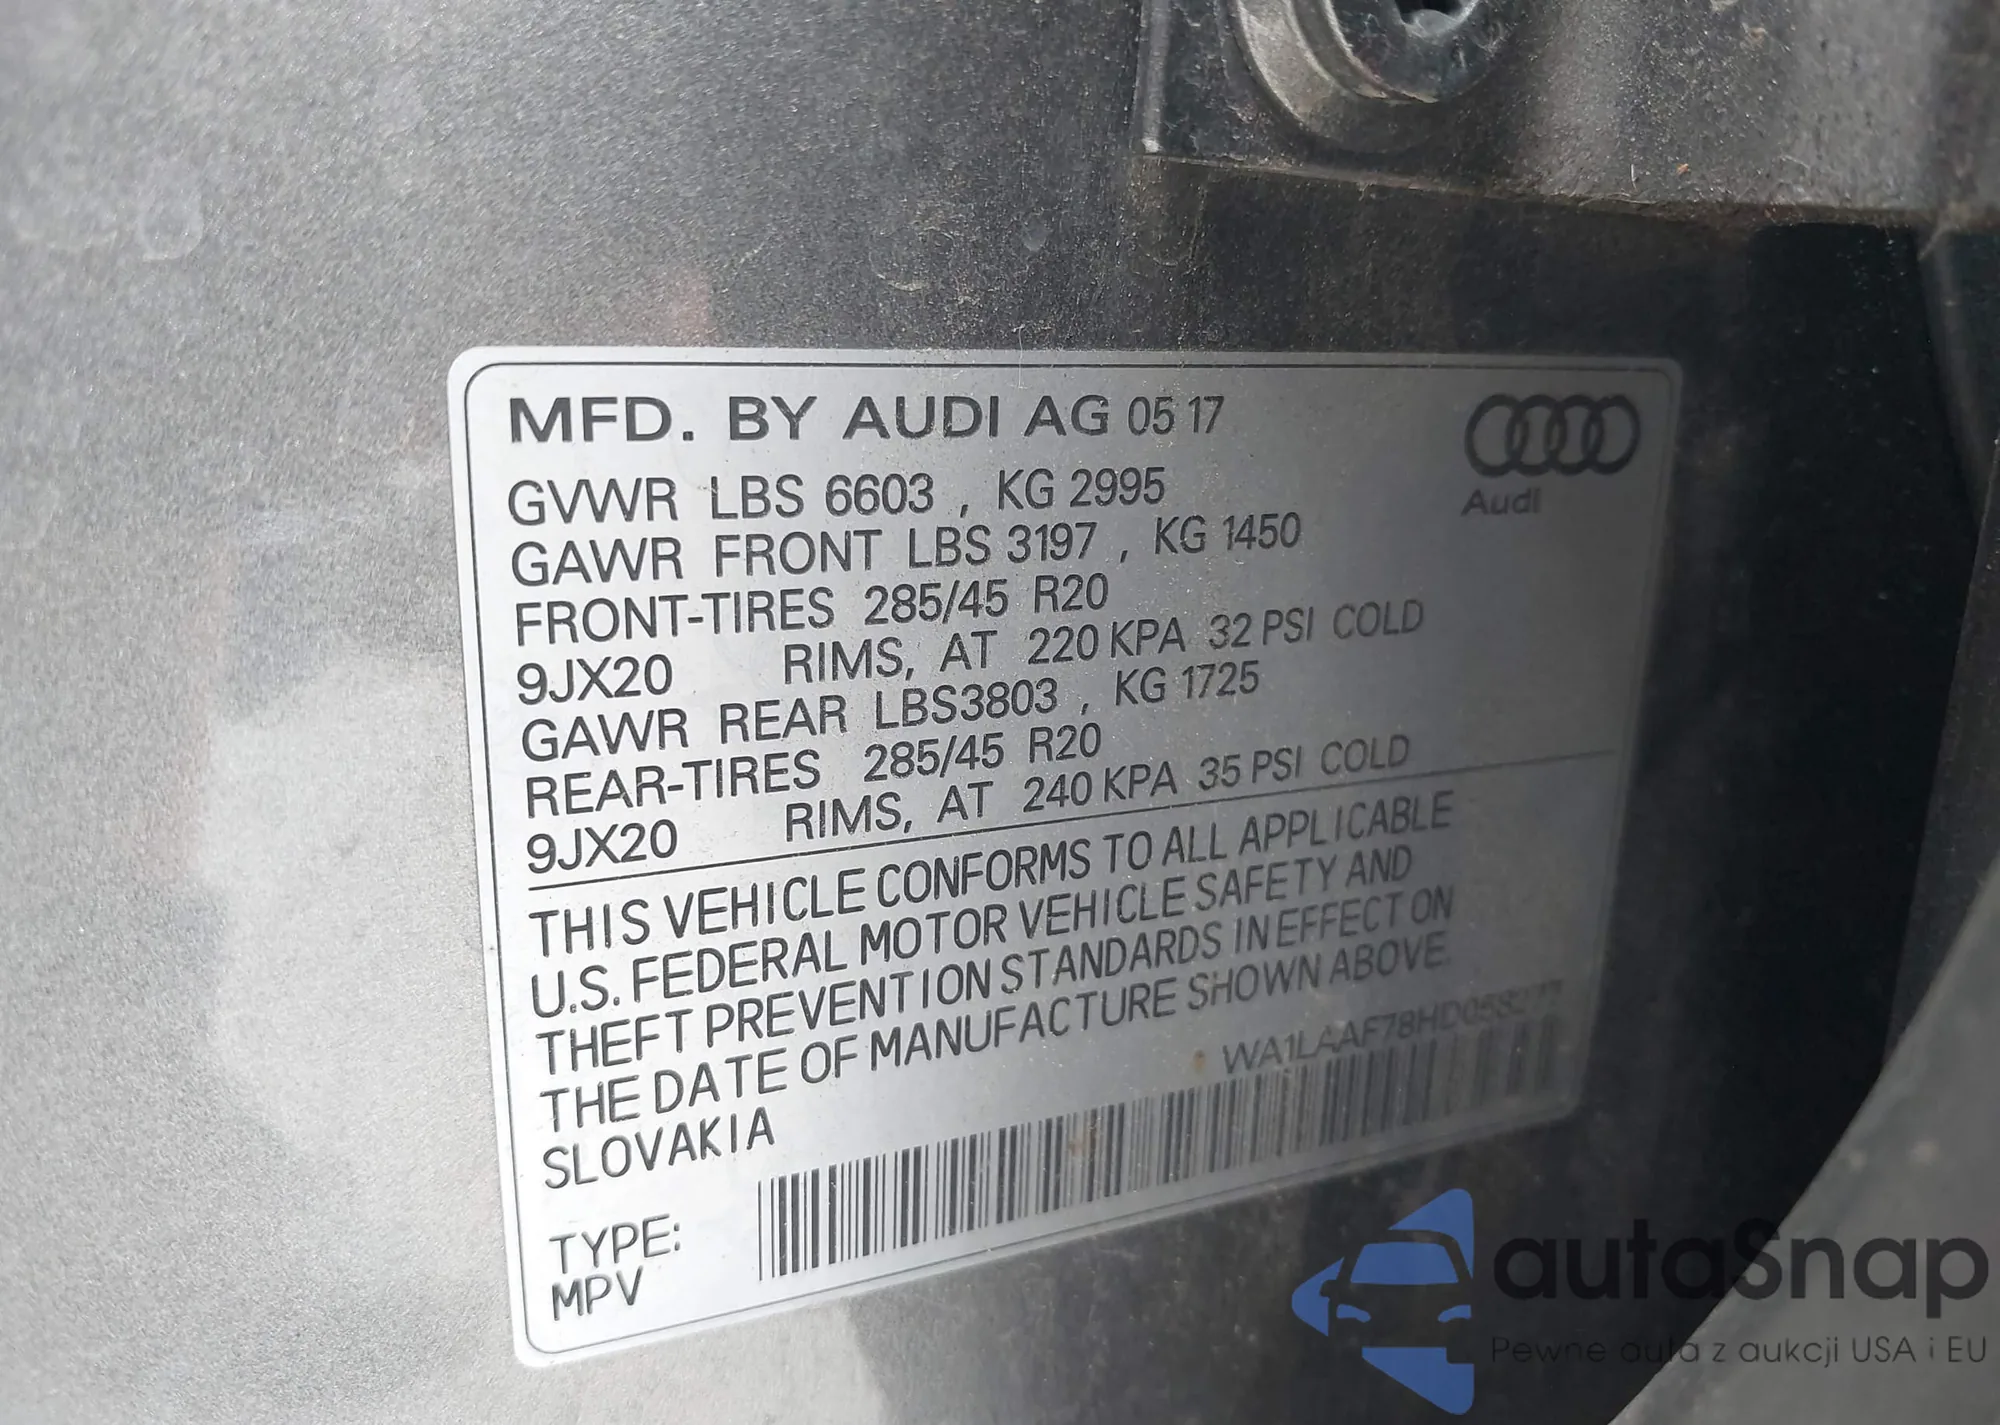 MFD. BY AUDI AG 05 17
Audi
GVWR LBS 6603 , KG 2995
GAWR FRONT LBS 3197 , KG 1450
FRONT-TIRES 285/45 R20
9JX20 RIMS, AT 220 KPA 32 PSI COLD
GAWR REAR LBS3803 , KG 1725
REAR-TIRES 285/45 R20
9JX20 RIMS, AT 240 KPA 35 PSI COLD
THIS VEHICLE CONFORMS TO ALL APPLICABLE
U.S. FEDERAL MOTOR VEHICLE SAFETY AND
THEFT PREVENTION STANDARDS IN EFFECT ON
THE DATE OF MANUFACTURE SHOWN ABOVE.
SLOVAKIA
TYPE:
MPV
autaSnap
Pewne auta z aukcji USA i EU